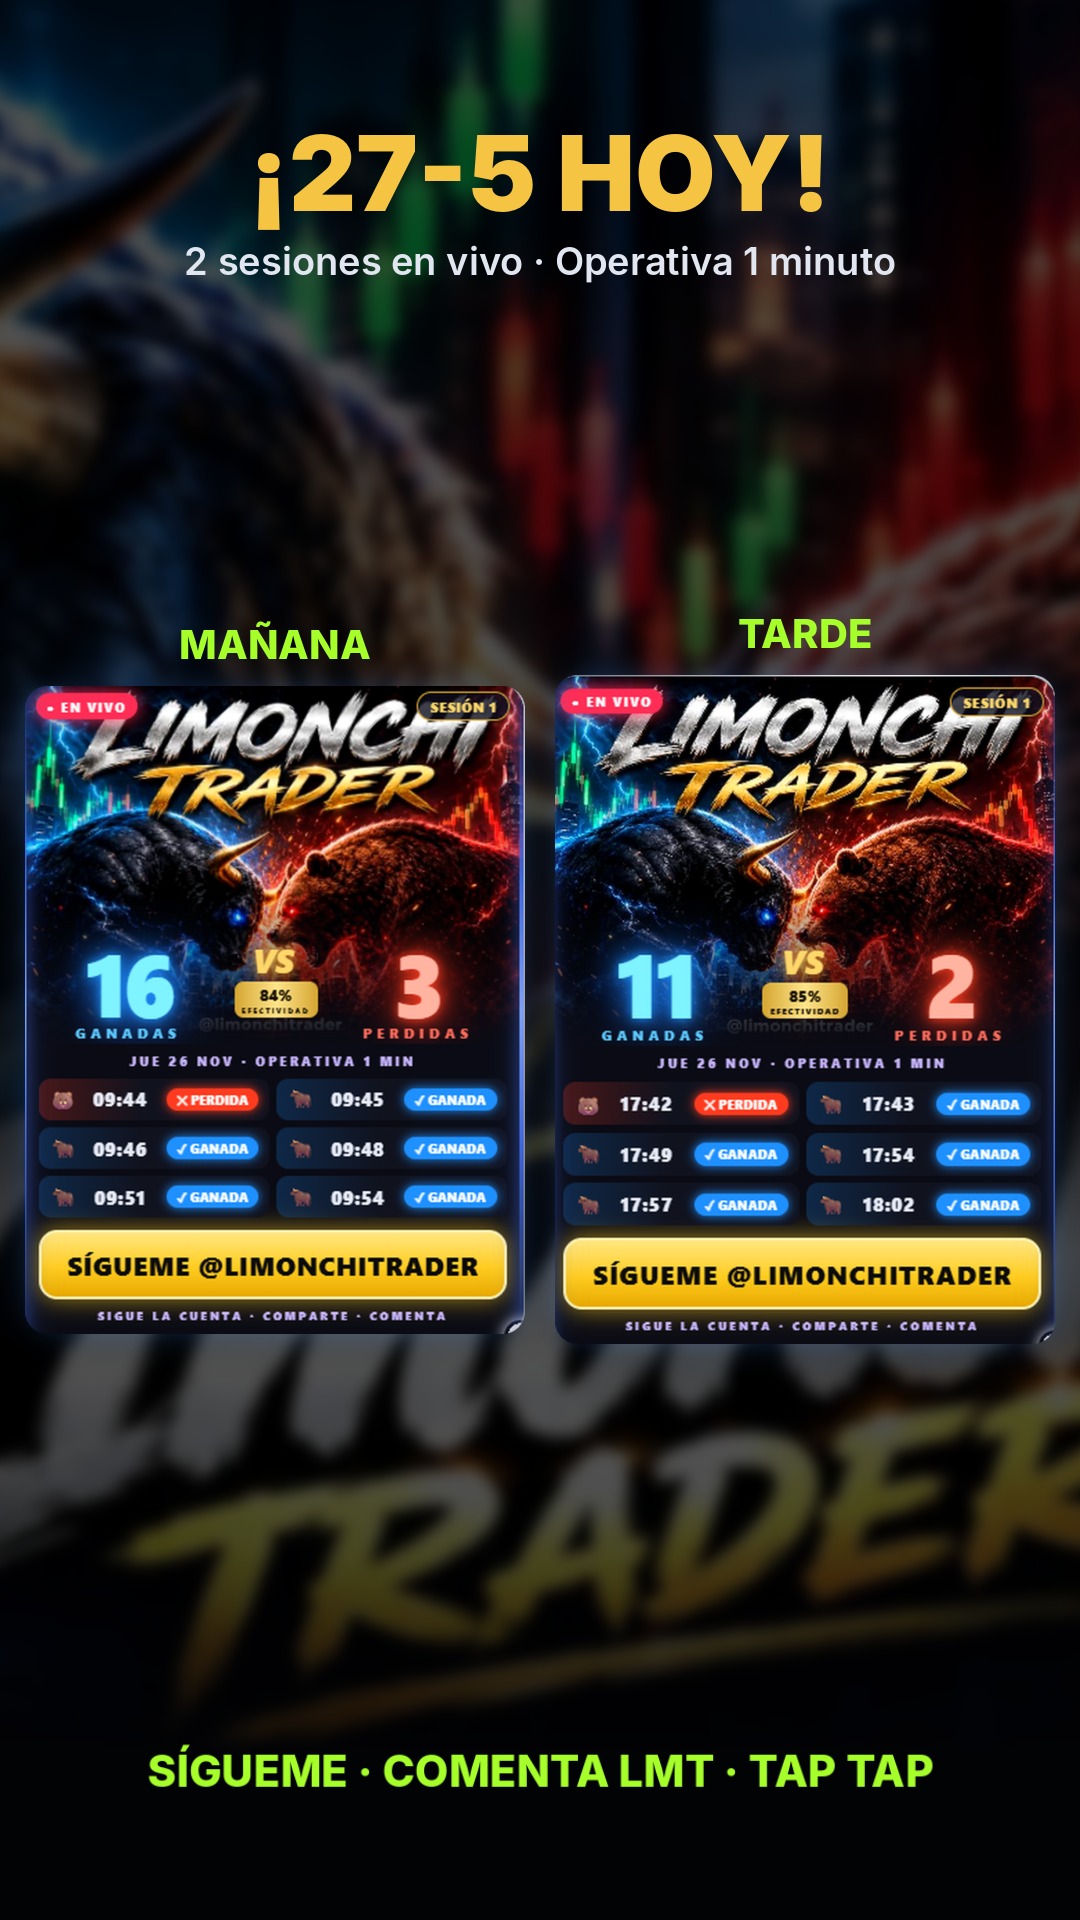 ¡27-5 HOY!
2 sesiones en vivo · Operativa 1 minuto
MAÑANA
EN VIVO
SESIÓN 1
LIMONCHI
TRADER
16
GANADAS
VS
84%
EFECTIVIDAD
3
PERDIDAS
@limonchitrader
JUE 26 NOV · OPERATIVA 1 MIN
09:44 ✗ PERDIDA
09:45 ✓ GANADA
09:46 ✓ GANADA
09:48 ✓ GANADA
09:51 ✓ GANADA
09:54 ✓ GANADA
SÍGUEME @LIMONCHITRADER
SIGUE LA CUENTA · COMPARTE · COMENTA
TARDE
EN VIVO
SESIÓN 1
LIMONCHI
TRADER
11
GANADAS
VS
85%
EFECTIVIDAD
2
PERDIDAS
@limonchitrader
JUE 26 NOV · OPERATIVA 1 MIN
17:42 ✗ PERDIDA
17:43 ✓ GANADA
17:49 ✓ GANADA
17:54 ✓ GANADA
17:57 ✓ GANADA
18:02 ✓ GANADA
SÍGUEME @LIMONCHITRADER
SIGUE LA CUENTA · COMPARTE · COMENTA
TRADER
SÍGUEME · COMENTA LMT · TAP TAP